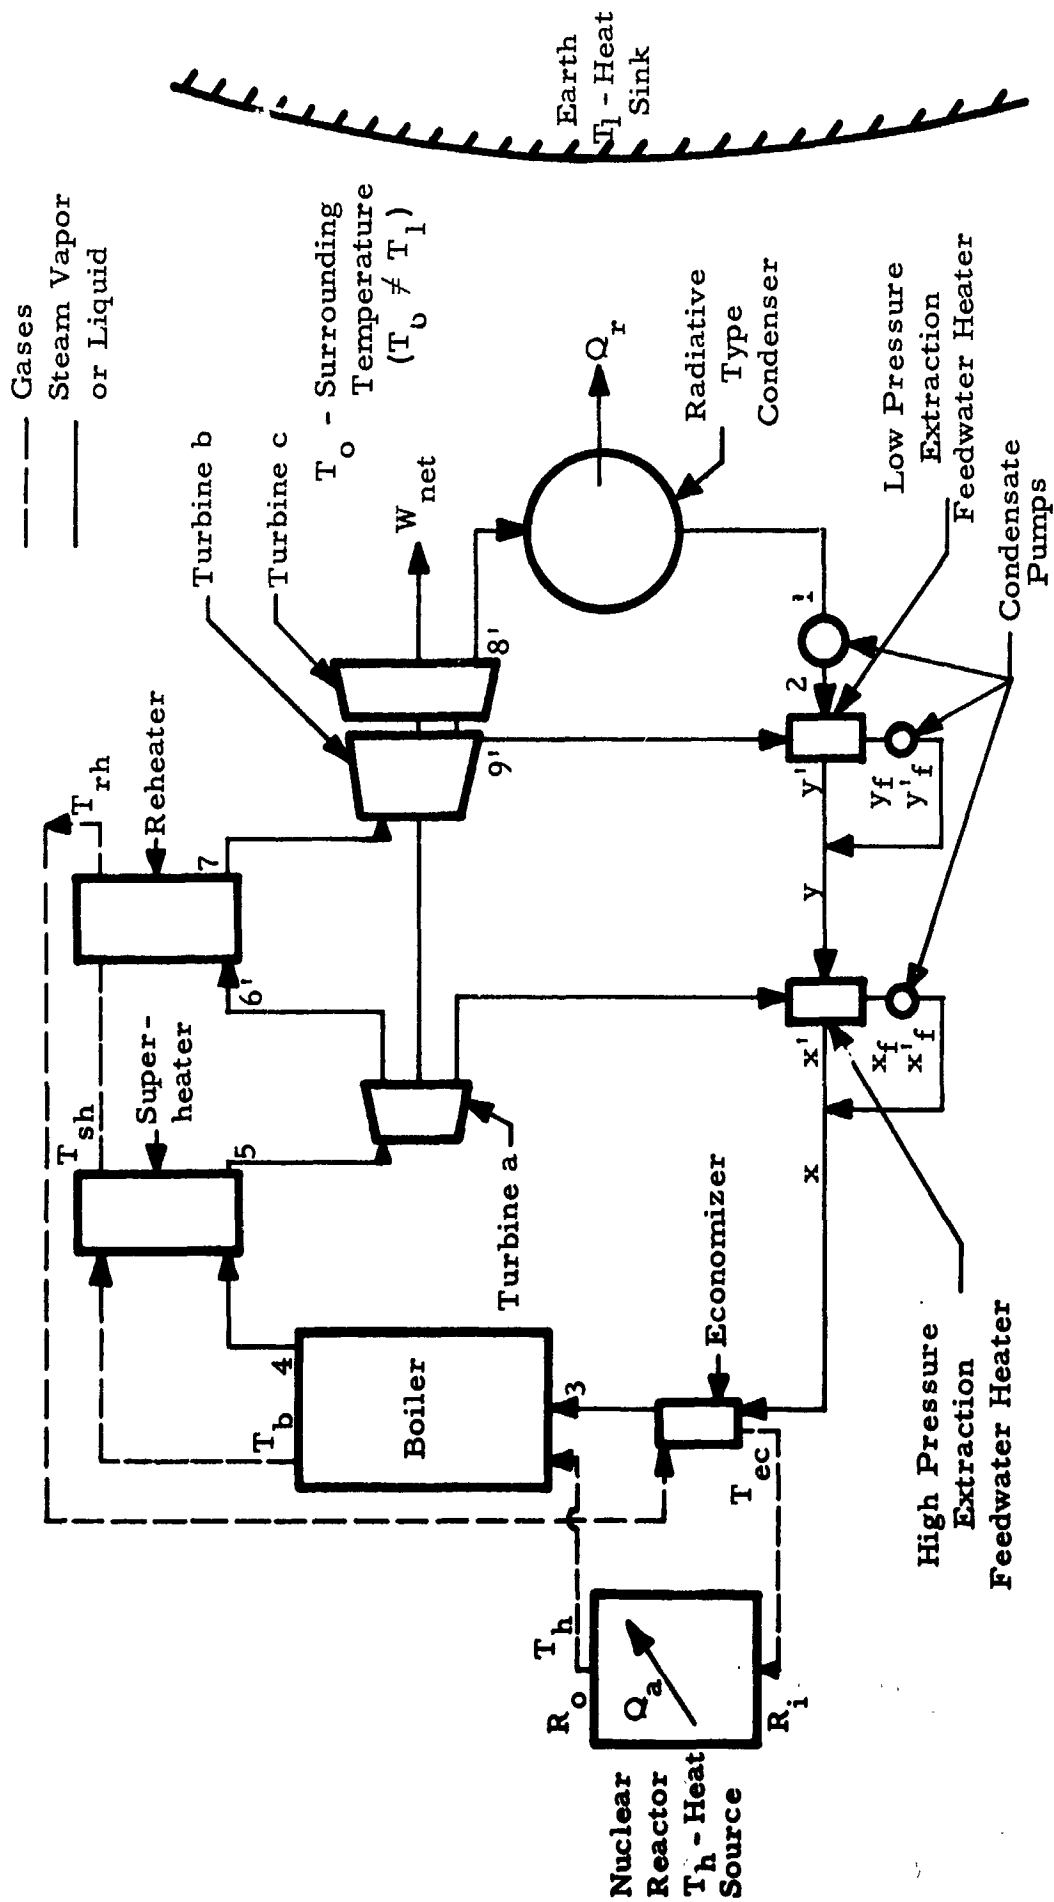 Gases
Steam Vapor
or Liquid
Earth
T_l - Heat
Sink
T_o - Surrounding
Temperature
(T_o ≠ T_l)
Turbine b
Turbine c
W_net
Q_r
Radiative
Type
Condenser
Low Pressure
Extraction
Feedwater Heater
Condensate
Pumps
T_rh
Reheater
7
6'
T_sh
Super-
heater
5
Turbine a
8'
9'
1
2
y'
y_f
y'_f
y
x'
x_f
x'_f
x
T_b
4
Boiler
3
Economizer
T_ec
High Pressure
Extraction
Feedwater Heater
T_h
R_o
Q_a
R_i
Nuclear
Reactor
T_h - Heat
Source